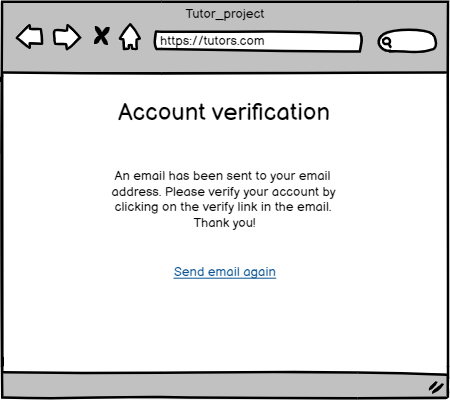 Tutor_project
https://tutors.com
Account verification
An email has been sent to your email
address. Please verify your account by
clicking on the verify link in the email.
Thank you!
Send email again